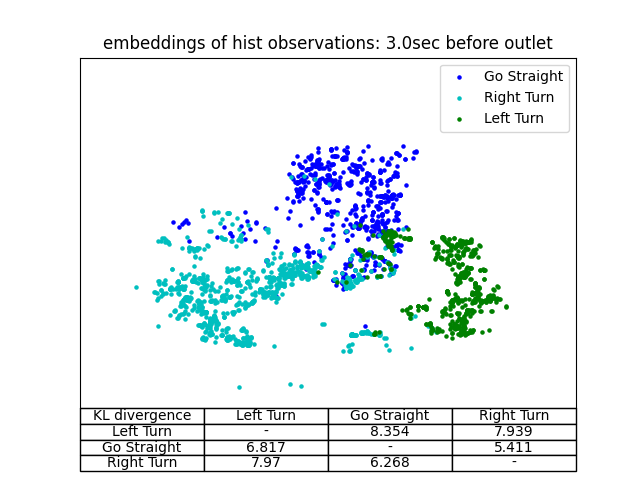 embeddings of hist observations: 3.0sec before outlet
Go Straight
Right Turn
Left Turn
KL divergence Left Turn Go Straight Right Turn
Left Turn - 8.354 7.939
Go Straight 6.817 - 5.411
Right Turn 7.97 6.268 -